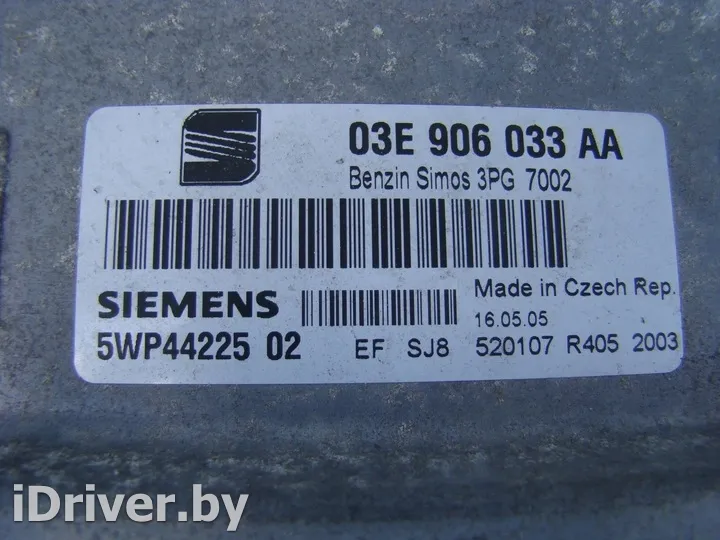 03E 906 033 AA
Benzin Simos 3PG 7002
SIEMENS
Made in Czech Rep.
16.05.05
5WP44225 02 EF SJ8 520107 R405 2003
iDriver.by